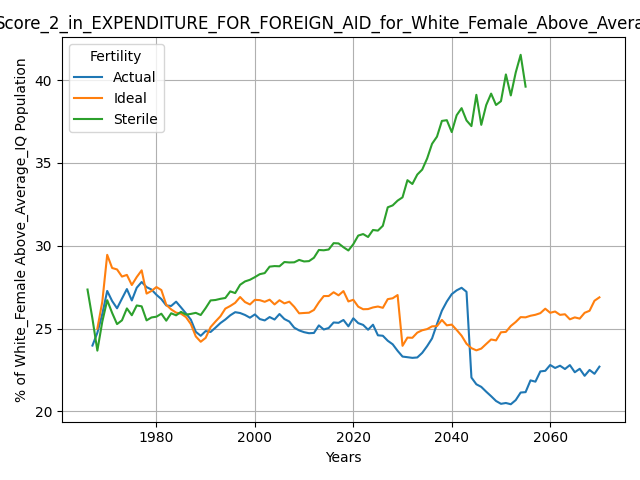 Score_2_in_EXPENDITURE_FOR_FOREIGN_AID_for_White_Female_Above_Avera
% of White_Female Above_Average_IQ Population
Fertility
Actual
Ideal
Sterile
40
35
30
25
20
1980
2000
2020
2040
2060
Years